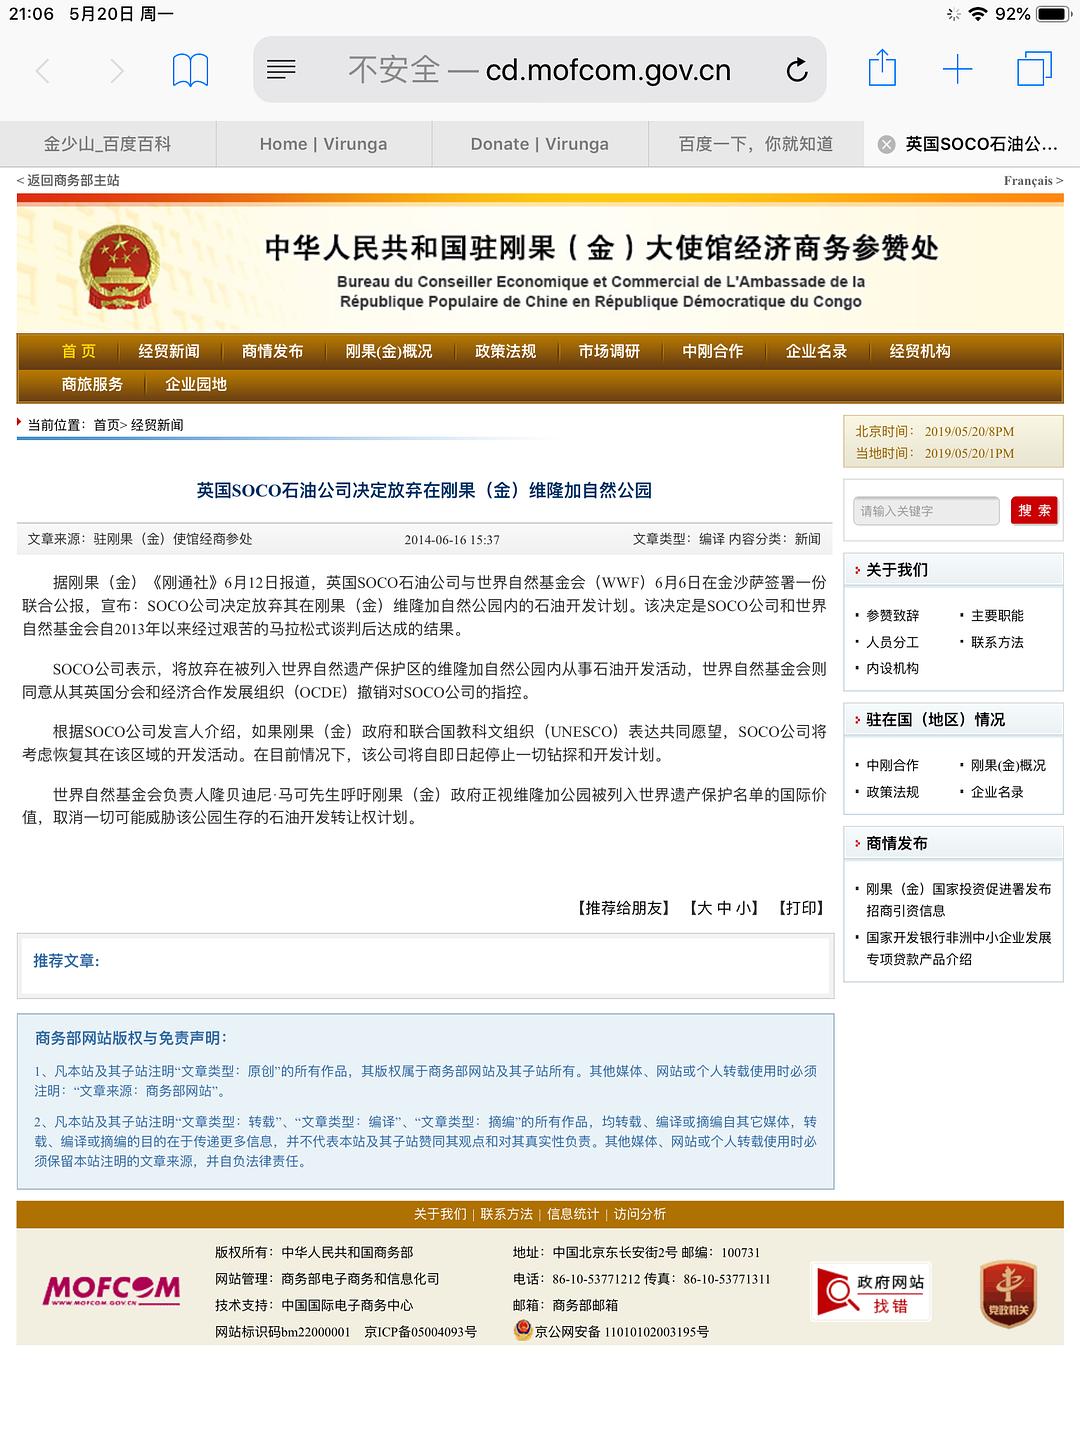 21:06 5月20日 周一
92%
不安全 — cd.mofcom.gov.cn
金少山_百度百科
Home | Virunga
Donate | Virunga
百度一下，你就知道
英国SOCO石油公...
< 返回商务部主站
Français >
中华人民共和国驻刚果（金）大使馆经济商务参赞处
Bureau du Conseiller Economique et Commercial de L'Ambassade de la
République Populaire de Chine en République Démocratique du Congo
首 页 经贸新闻 商情发布 刚果(金)概况 政策法规 市场调研 中刚合作 企业名录 经贸机构
商旅服务 企业园地
当前位置：首页> 经贸新闻
英国SOCO石油公司决定放弃在刚果（金）维隆加自然公园
文章来源：驻刚果（金）使馆经商参处 2014-06-16 15:37 文章类型：编译 内容分类：新闻
据刚果（金）《刚通社》6月12日报道，英国SOCO石油公司与世界自然基金会（WWF）6月6日在金沙萨签署一份
联合公报，宣布：SOCO公司决定放弃其在刚果（金）维隆加自然公园内的石油开发计划。该决定是SOCO公司和世界
自然基金会自2013年以来经过艰苦的马拉松式谈判后达成的结果。
SOCO公司表示，将放弃在被列入世界自然遗产保护区的维隆加自然公园内从事石油开发活动，世界自然基金会则
同意从其英国分会和经济合作发展组织（OCDE）撤销对SOCO公司的指控。
根据SOCO公司发言人介绍，如果刚果（金）政府和联合国教科文组织（UNESCO）表达共同愿望，SOCO公司将
考虑恢复其在该区域的开发活动。在目前情况下，该公司将自即日起停止一切钻探和开发计划。
世界自然基金会负责人隆贝迪尼·马可先生呼吁刚果（金）政府正视维隆加公园被列入世界遗产保护名单的国际价
值，取消一切可能威胁该公园生存的石油开发转让权计划。
【推荐给朋友】 【大 中 小】 【打印】
推荐文章:
商务部网站版权与免责声明：
1、凡本站及其子站注明“文章类型：原创”的所有作品，其版权属于商务部网站及其子站所有。其他媒体、网站或个人转载使用时必须
注明：“文章来源：商务部网站”。
2、凡本站及其子站注明“文章类型：转载”、“文章类型：编译”、“文章类型：摘编”的所有作品，均转载、编译或摘编自其它媒体，转
载、编译或摘编的目的在于传递更多信息，并不代表本站及其子站赞同其观点和对其真实性负责。其他媒体、网站或个人转载使用时必
须保留本站注明的文章来源，并自负法律责任。
北京时间： 2019/05/20/8PM
当地时间： 2019/05/20/1PM
请输入关键字 搜 索
关于我们
参赞致辞 主要职能
人员分工 联系方法
内设机构
驻在国（地区）情况
中刚合作 刚果(金)概况
政策法规 企业名录
商情发布
刚果（金）国家投资促进署发布
招商引资信息
国家开发银行非洲中小企业发展
专项贷款产品介绍
关于我们 | 联系方法 | 信息统计 | 访问分析
MOFCOM
WWW.MOFCOM.GOV.CN
版权所有：中华人民共和国商务部
网站管理：商务部电子商务和信息化司
技术支持：中国国际电子商务中心
网站标识码bm22000001 京ICP备05004093号
地址：中国北京东长安街2号 邮编：100731
电话：86-10-53771212 传真：86-10-53771311
邮箱：商务部邮箱
京公网安备 11010102003195号
政府网站
找错
党政机关